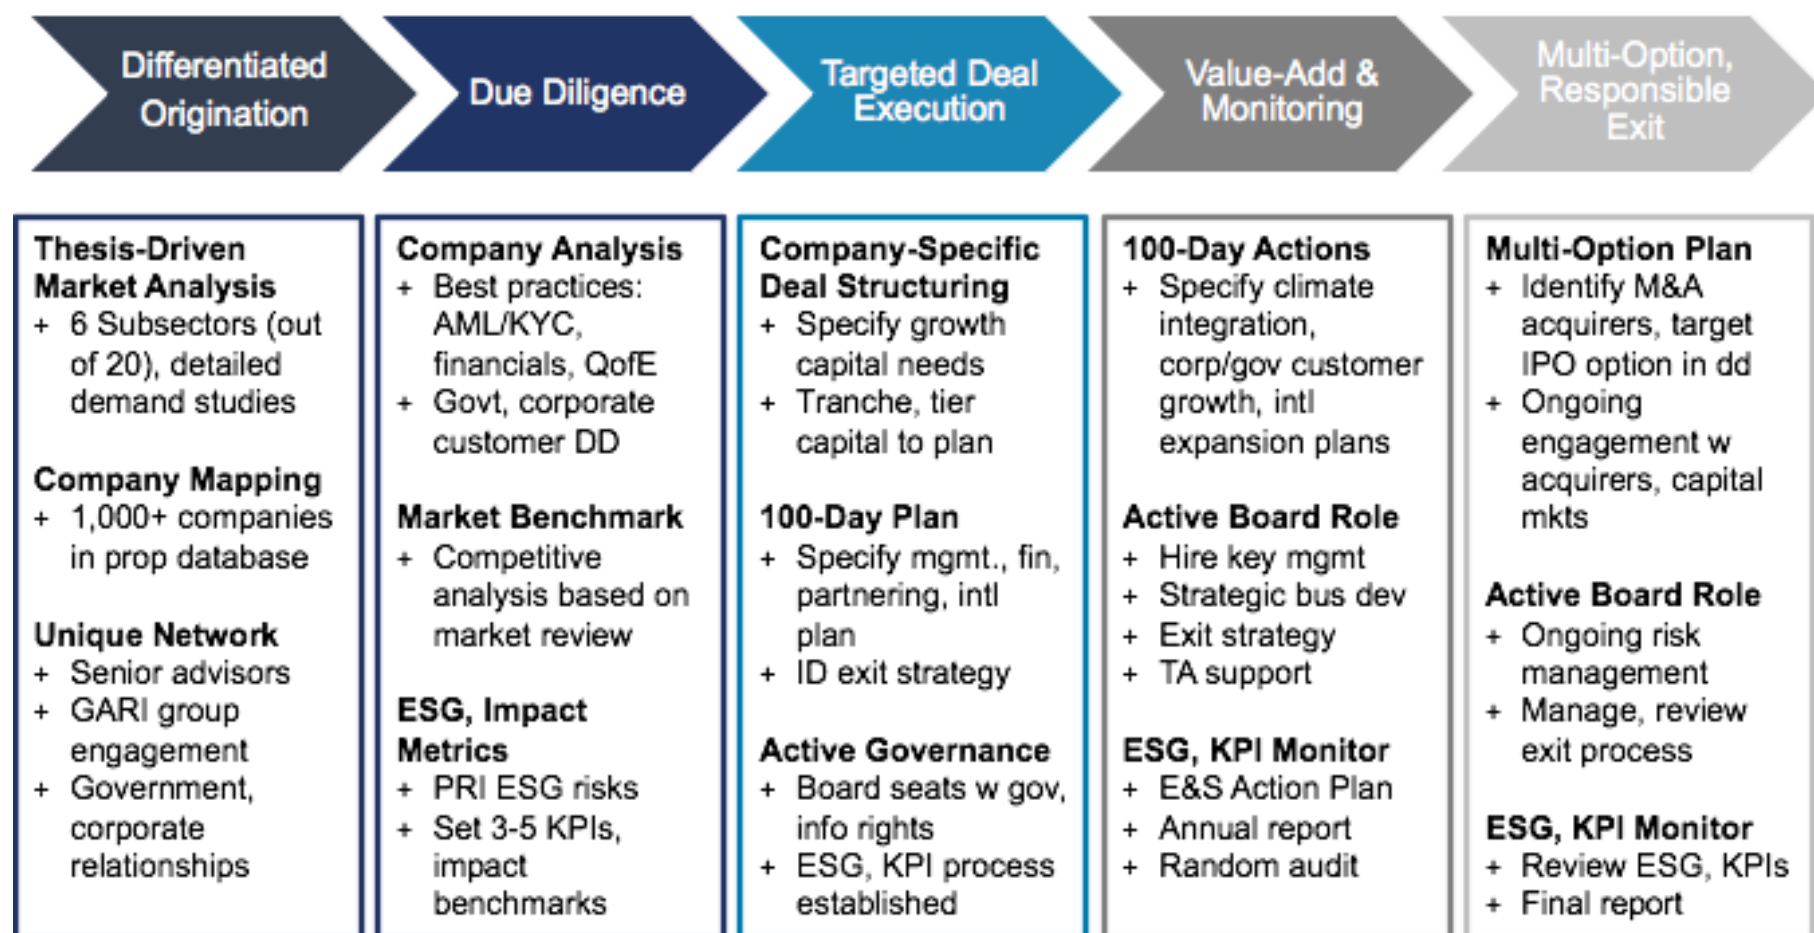 Differentiated
Origination
Due Diligence
Targeted Deal
Execution
Value-Add &
Monitoring
Multi-Option,
Responsible
Exit
Thesis-Driven
Market Analysis
+ 6 Subsectors (out
of 20), detailed
demand studies
Company Mapping
+ 1,000+ companies
in prop database
Unique Network
+ Senior advisors
+ GARI group
engagement
+ Government,
corporate
relationships
Company Analysis
+ Best practices:
AML/KYC,
financials, QofE
+ Govt, corporate
customer DD
Market Benchmark
+ Competitive
analysis based on
market review
ESG, Impact
Metrics
+ PRI ESG risks
+ Set 3-5 KPIs,
impact
benchmarks
Company-Specific
Deal Structuring
+ Specify growth
capital needs
+ Tranche, tier
capital to plan
100-Day Plan
+ Specify mgmt., fin,
partnering, intl
plan
+ ID exit strategy
Active Governance
+ Board seats w gov,
info rights
+ ESG, KPI process
established
100-Day Actions
+ Specify climate
integration,
corp/gov customer
growth, intl
expansion plans
Active Board Role
+ Hire key mgmt
+ Strategic bus dev
+ Exit strategy
+ TA support
ESG, KPI Monitor
+ E&S Action Plan
+ Annual report
+ Random audit
Multi-Option Plan
+ Identify M&A
acquirers, target
IPO option in dd
+ Ongoing
engagement w
acquirers, capital
mkts
Active Board Role
+ Ongoing risk
management
+ Manage, review
exit process
ESG, KPI Monitor
+ Review ESG, KPIs
+ Final report